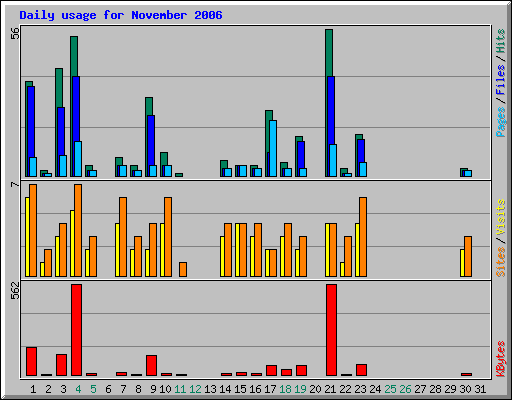 Daily usage for November 2006
56
Pages / Files / Hits
7
Sites / Visits
562
KBytes
1 2 3 4 5 6 7 8 9 10 11 12 13 14 15 16 17 18 19 20 21 22 23 24 25 26 27 28 29 30 31